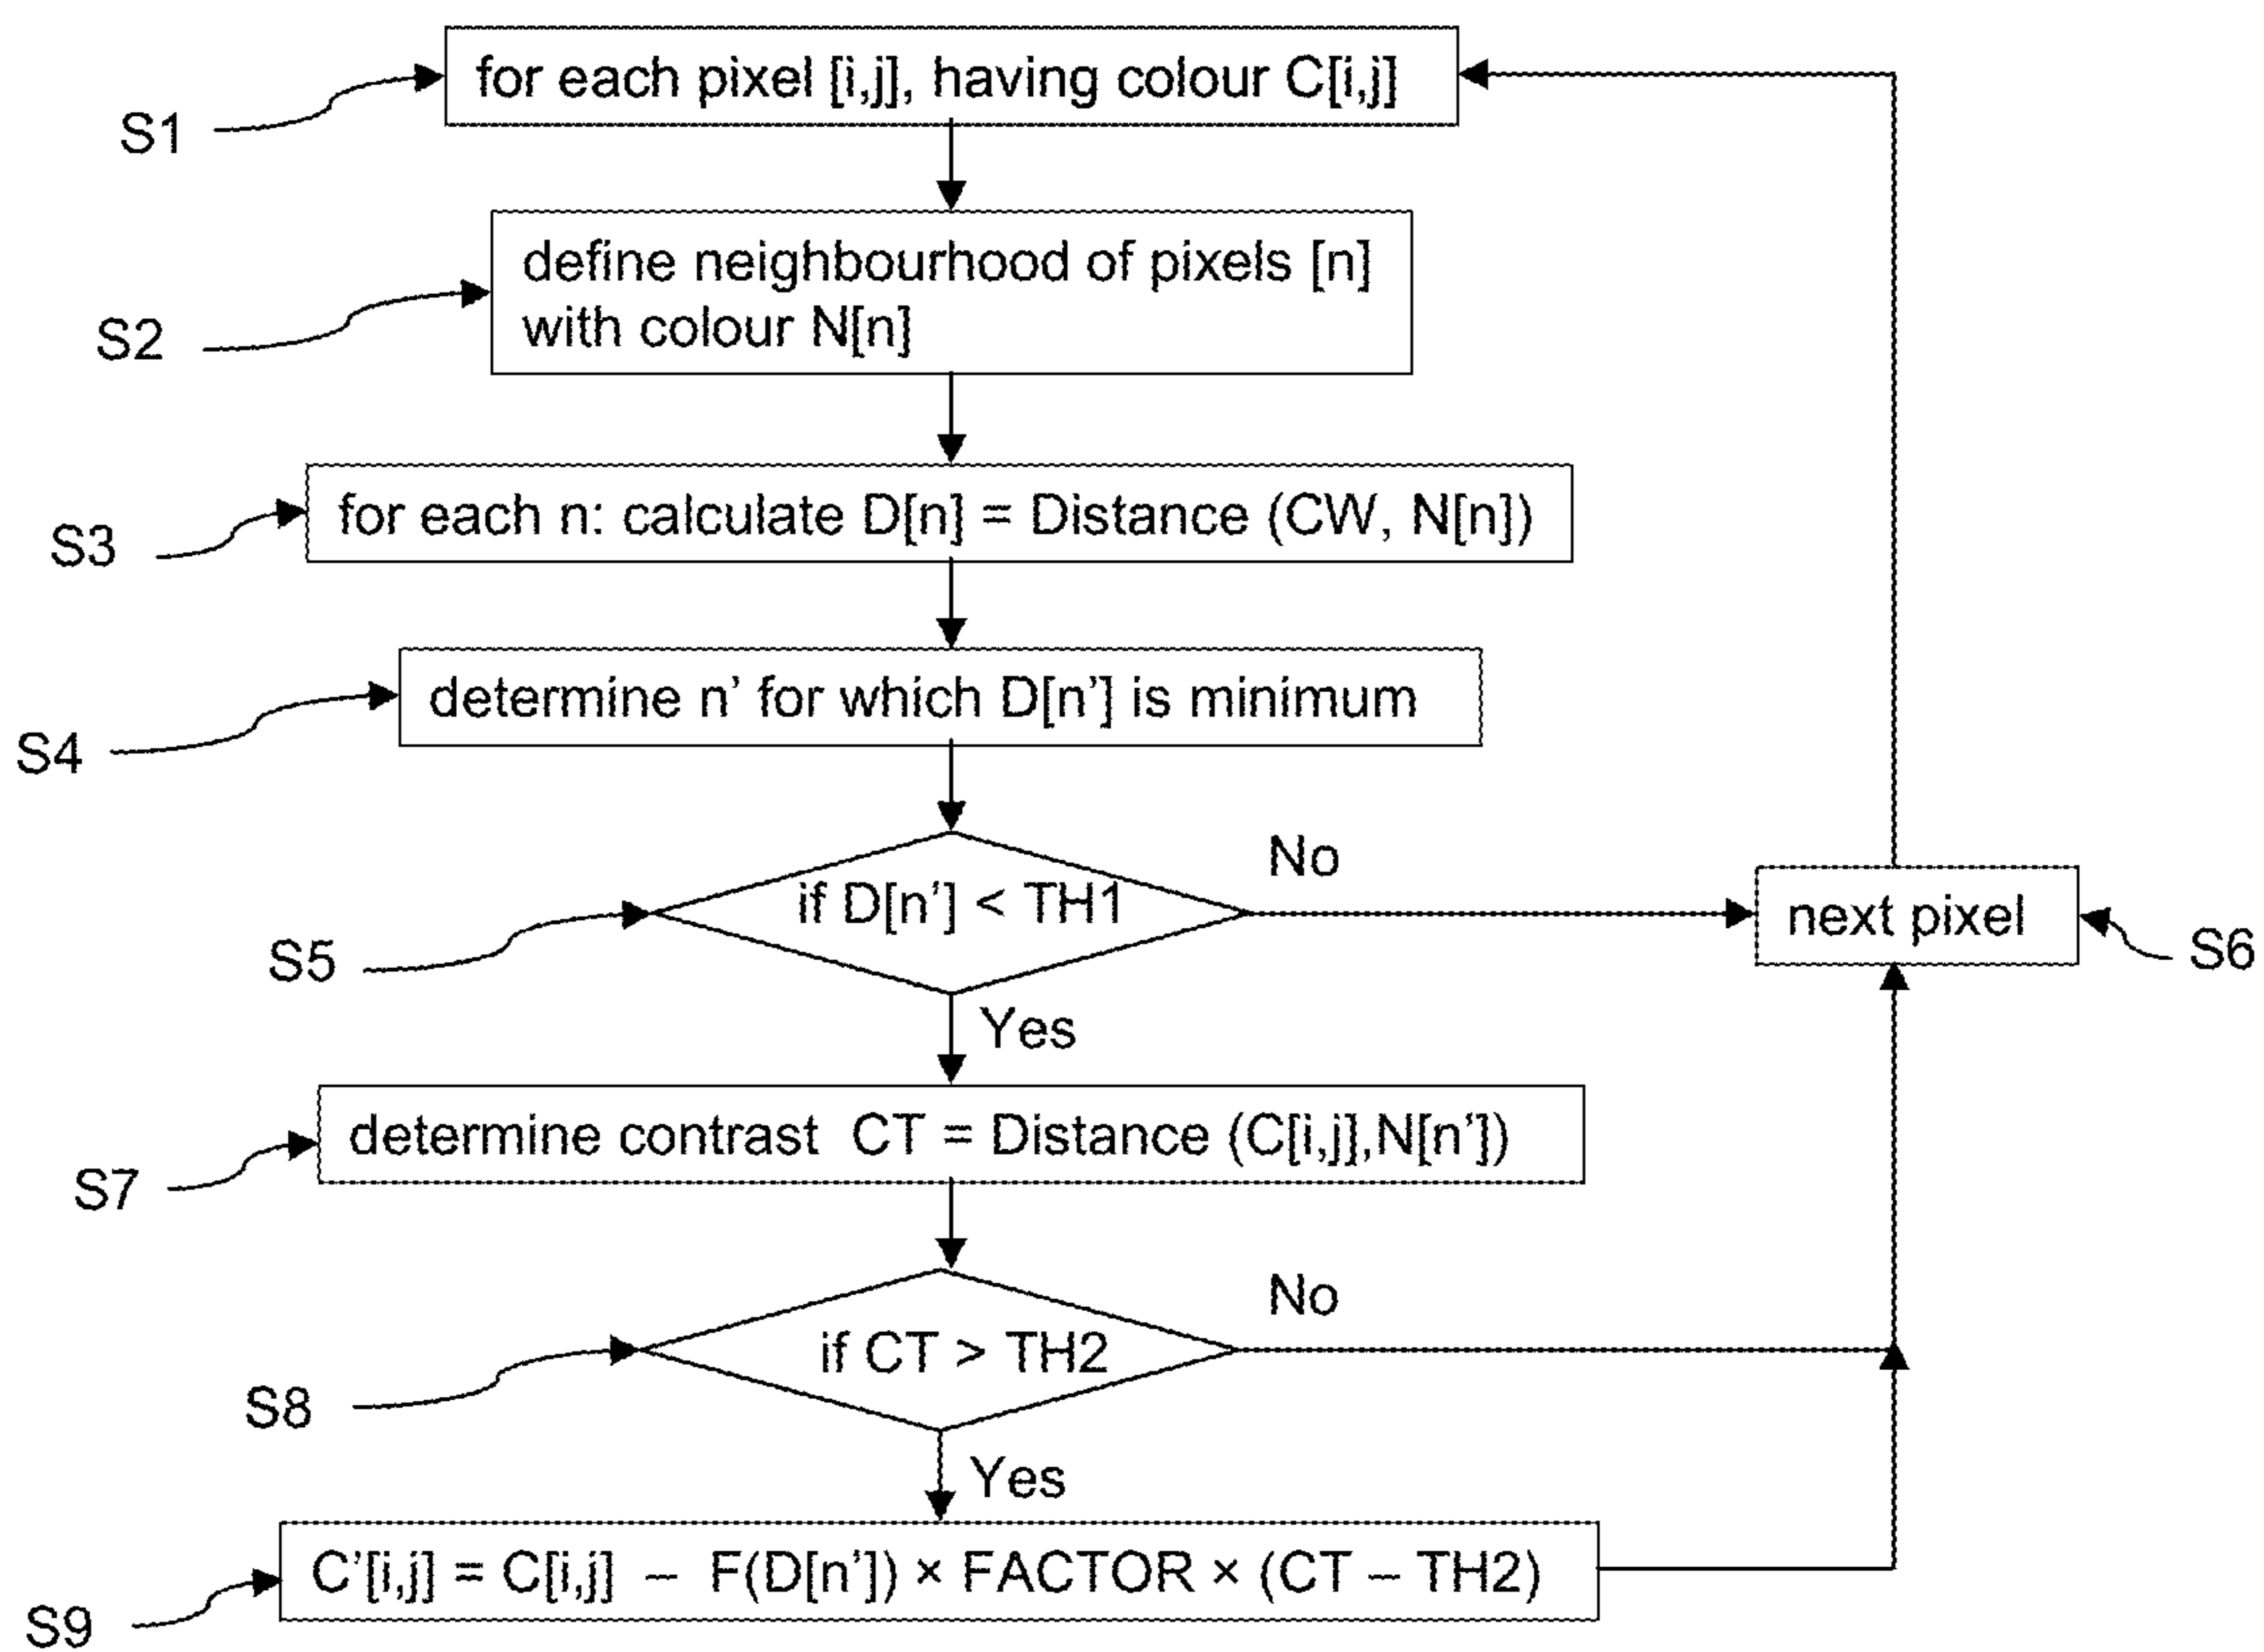 for each pixel [i,j], having colour C[i,j]
S1
define neighbourhood of pixels [n]
with colour N[n]
S2
for each n: calculate D[n] = Distance (CW, N[n])
S3
determine n' for which D[n'] is minimum
S4
if D[n'] < TH1
No
next pixel
S5
S6
Yes
determine contrast CT = Distance (C[i,j],N[n'])
S7
if CT > TH2
No
S8
Yes
C'[i,j] = C[i,j] – F(D[n']) × FACTOR × (CT – TH2)
S9